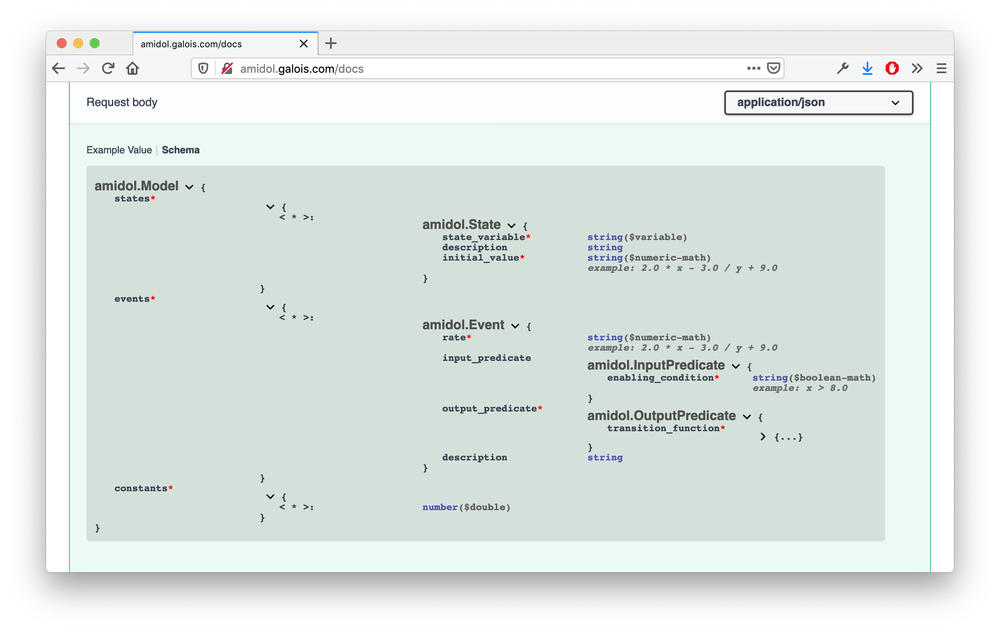 amidol.galois.com/docs
amidol.galois.com/docs
Request body
application/json
Example Value | Schema
amidol.Model {
states*
{
< * >:
amidol.State {
state_variable* string($variable)
description string
initial_value* string($numeric-math)
example: 2.0 * x - 3.0 / y + 9.0
}
}
events*
{
< * >:
amidol.Event {
rate* string($numeric-math)
example: 2.0 * x - 3.0 / y + 9.0
input_predicate
amidol.InputPredicate {
enabling_condition* string($boolean-math)
example: x > 8.0
}
output_predicate*
amidol.OutputPredicate {
transition_function*
{...}
}
description string
}
}
constants*
{
< * >: number($double)
}
}